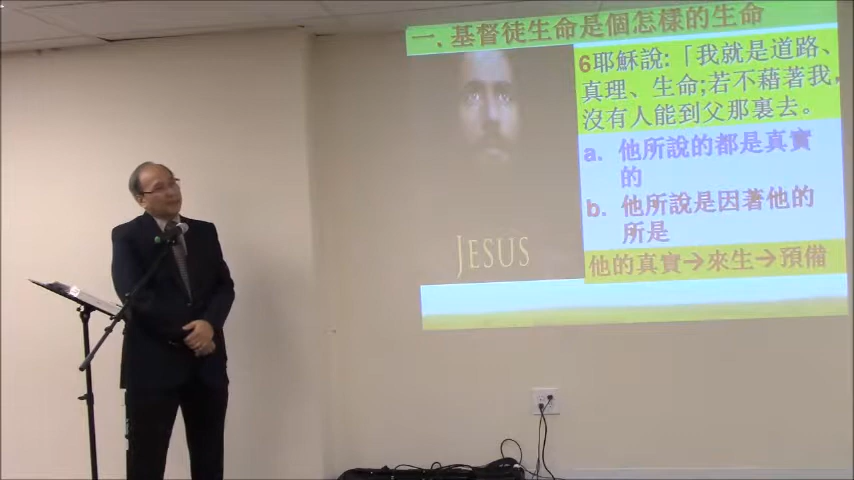 一.基督徒生命是個怎樣的生命
6耶穌說:「我就是道路、
真理、生命;若不藉著我,
沒有人能到父那裏去。
a. 他所說的都是真實
的
b. 他所說是因著他的
所是
他的真實→來生→預備
JESUS